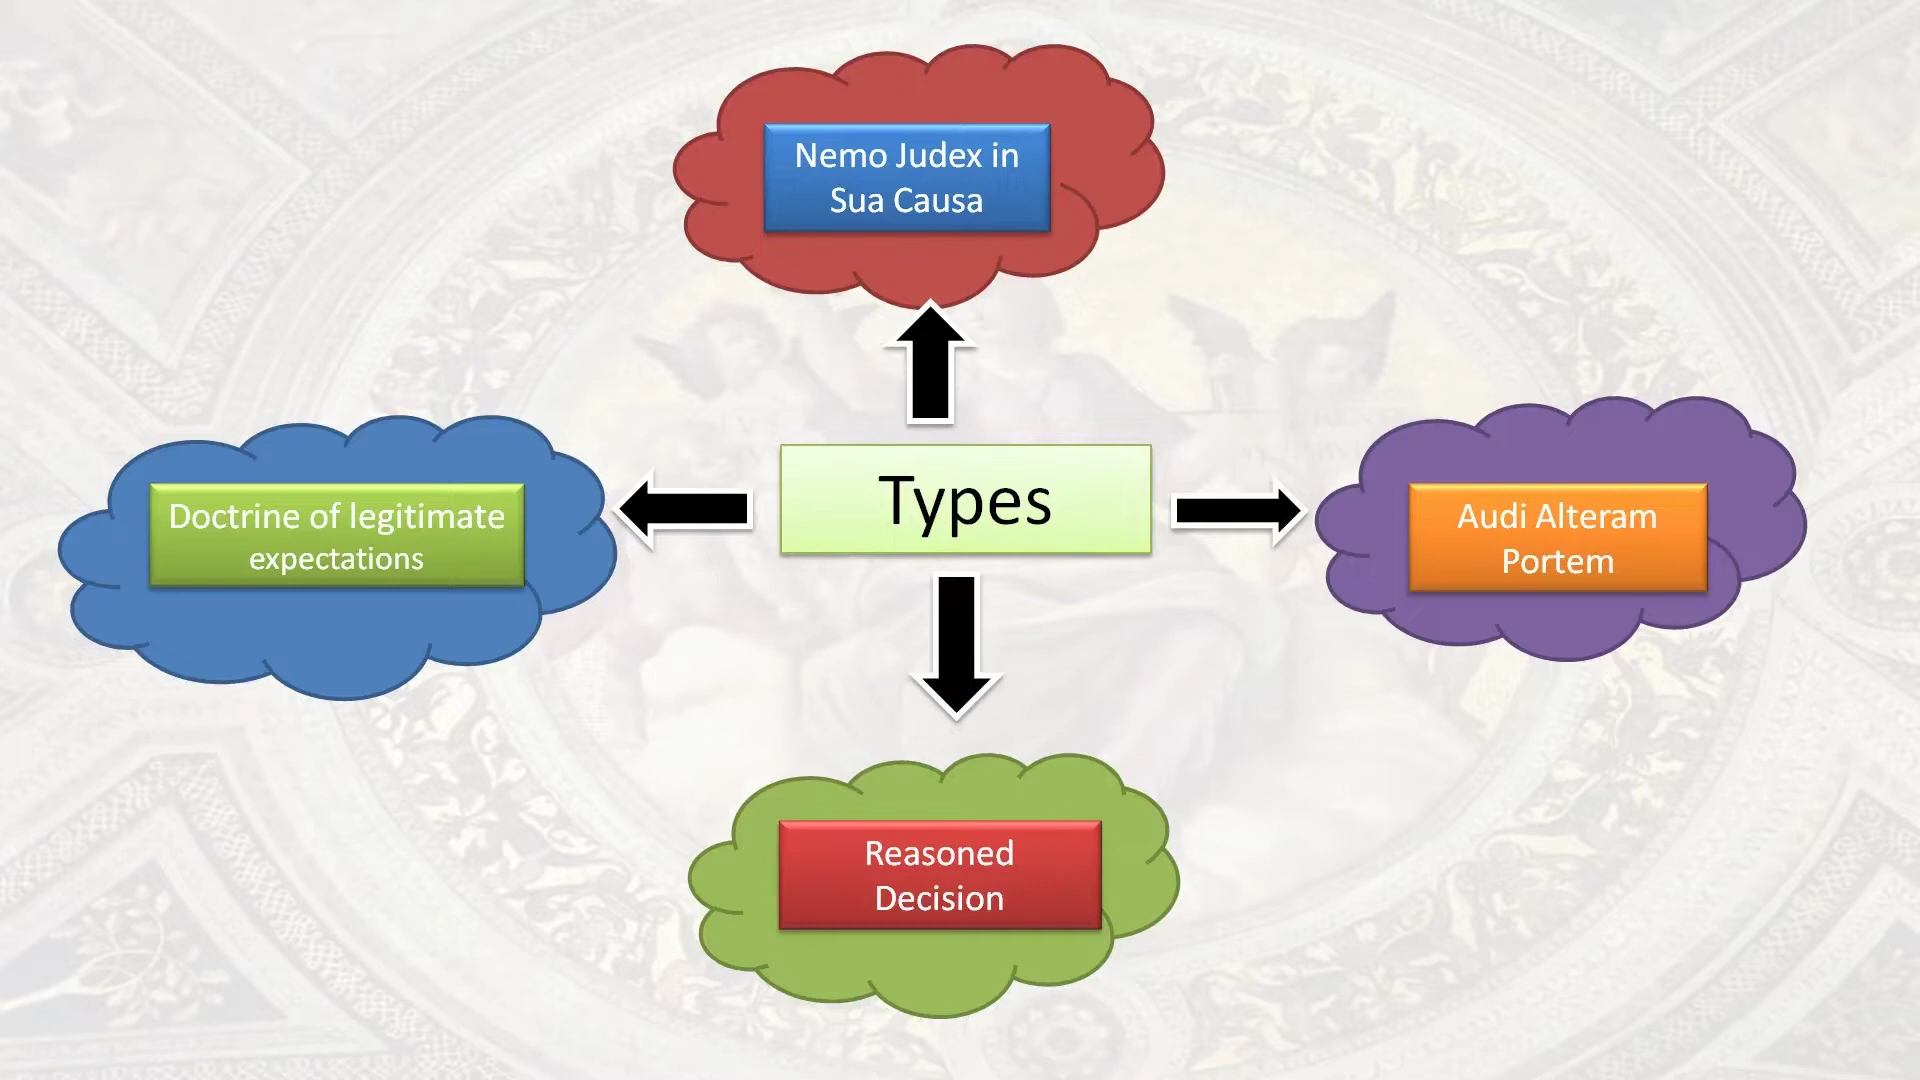 Nemo Judex in
Sua Causa
Doctrine of legitimate
expectations
Types
Audi Alteram
Portem
Reasoned
Decision